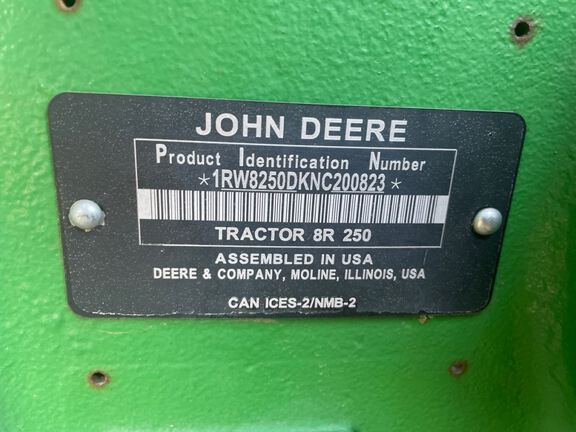 JOHN DEERE
Product Identification Number
*1RW8250DKNC200823*
TRACTOR 8R 250
ASSEMBLED IN USA
DEERE & COMPANY, MOLINE, ILLINOIS, USA
CAN ICES-2/NMB-2